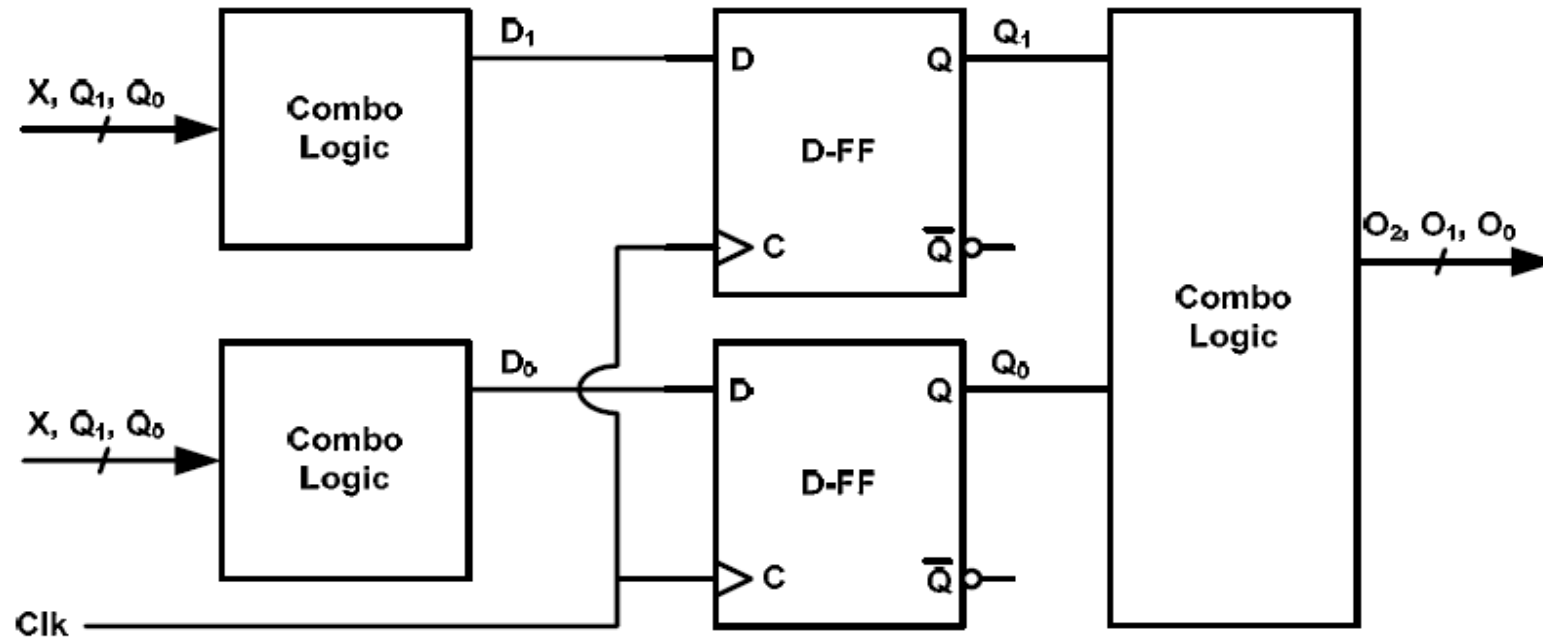 D₁
X, Q₁, Q₀
Combo
Logic
D
Q
D-FF
C
Q̅
Q₁
D₀
X, Q₁, Q₀
Combo
Logic
D
Q
D-FF
C
Q̅
Q₀
Combo
Logic
O₂, O₁, O₀
Clk